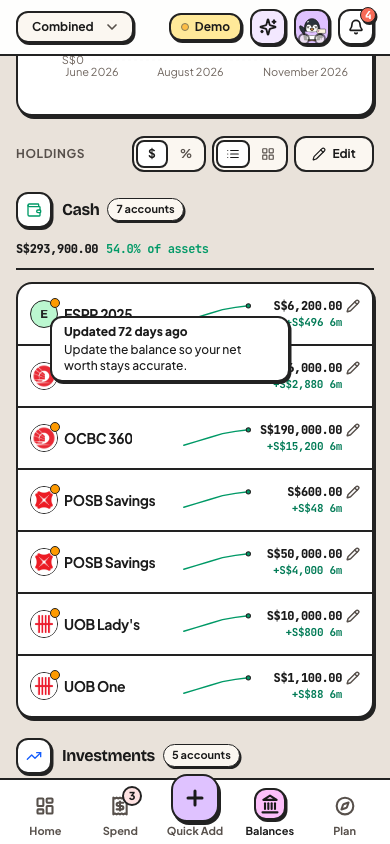 Combined
Demo
4
S$0
June 2026 August 2026 November 2026
HOLDINGS
$ %
Edit
Cash 7 accounts
S$293,900.00 54.0% of assets
E ESPP 2025 S$6,200.00
+S$496 6m
Updated 72 days ago
Update the balance so your net
worth stays accurate.
+S$2,880 6m
OCBC 360 S$190,000.00
+S$15,200 6m
POSB Savings S$600.00
+S$48 6m
POSB Savings S$50,000.00
+S$4,000 6m
UOB Lady's S$10,000.00
+S$800 6m
UOB One S$1,100.00
+S$88 6m
Investments 5 accounts
3
Home Spend Quick Add Balances Plan